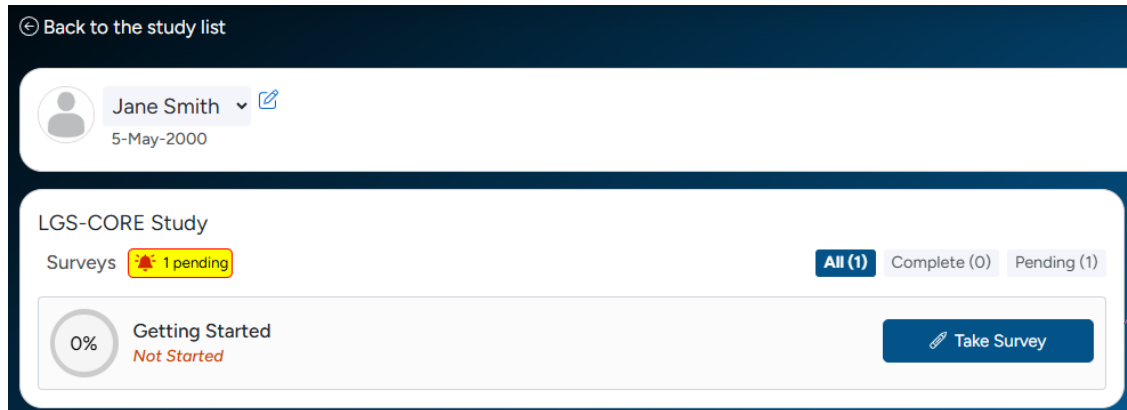 Back to the study list
Jane Smith
5-May-2000
LGS-CORE Study
Surveys 1 pending All (1) Complete (0) Pending (1)
0% Getting Started
Not Started
Take Survey